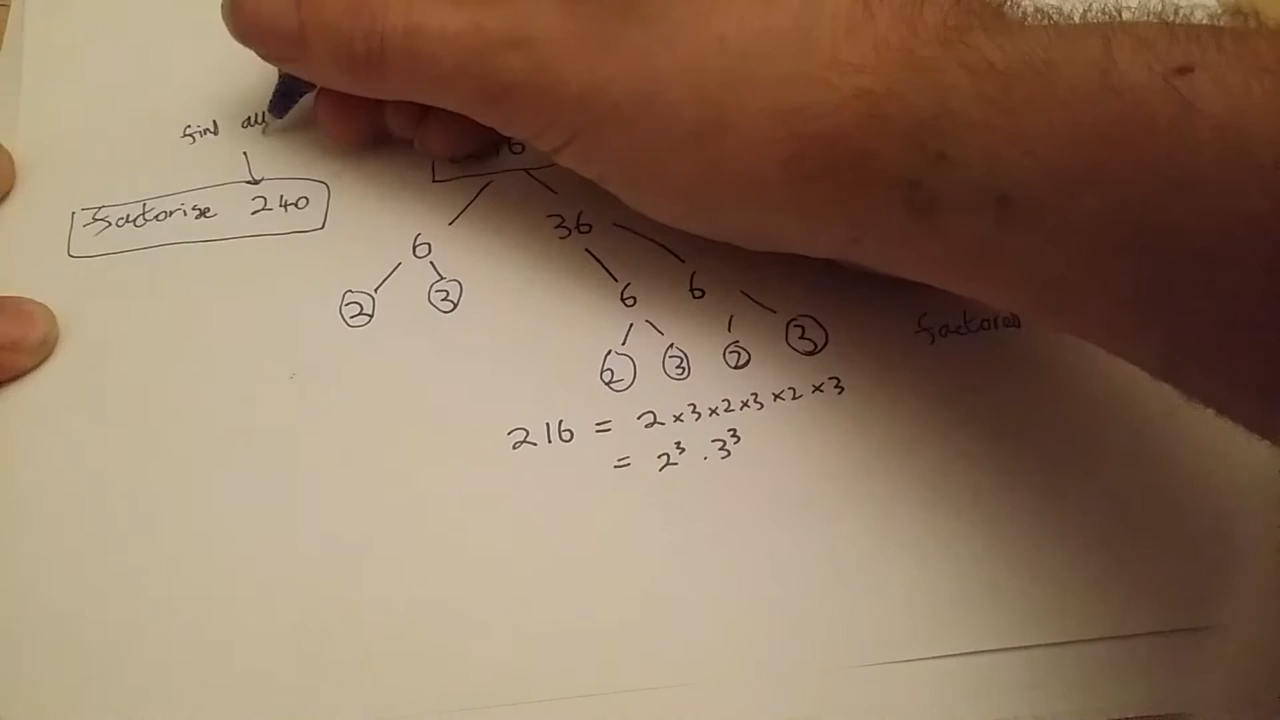 find all
factorise 240
6
36
2 3
6 6
2 3 2 3
216 = 2 × 3 × 2 × 3 × 2 × 3
= 2³ . 3³